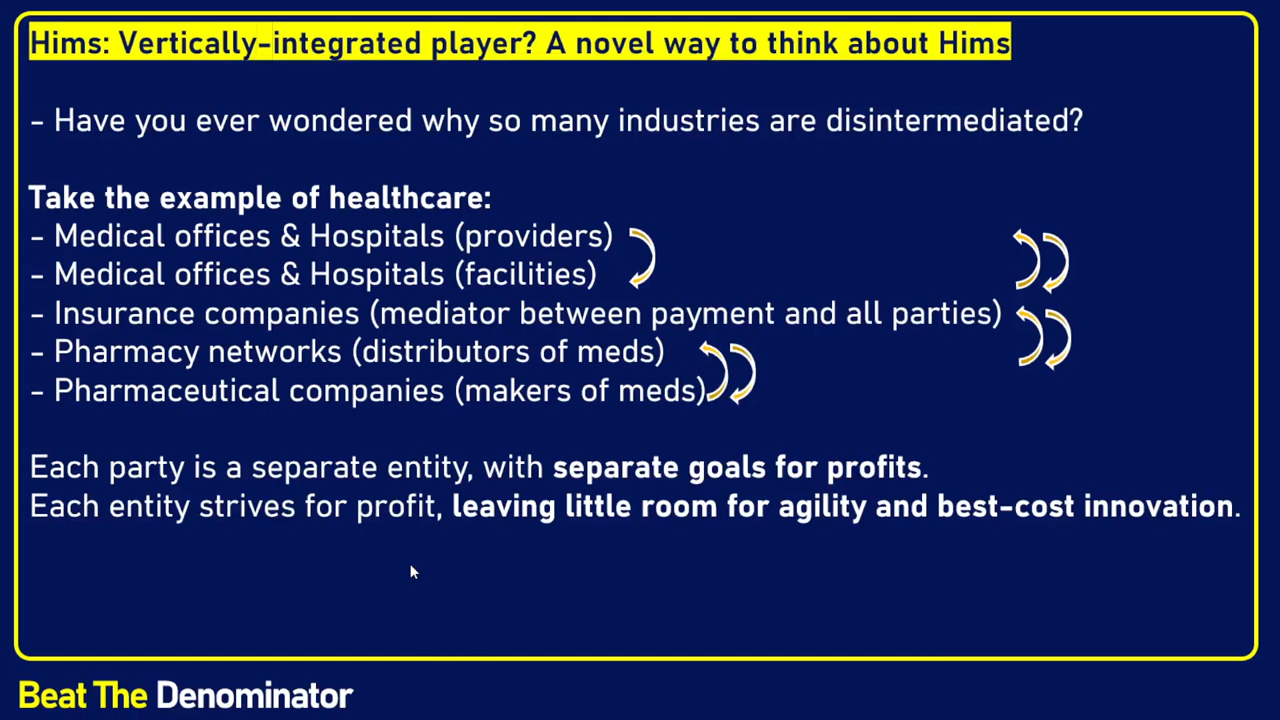 Hims: Vertically-integrated player? A novel way to think about Hims
- Have you ever wondered why so many industries are disintermediated?
Take the example of healthcare:
- Medical offices & Hospitals (providers)
- Medical offices & Hospitals (facilities)
- Insurance companies (mediator between payment and all parties)
- Pharmacy networks (distributors of meds)
- Pharmaceutical companies (makers of meds)
Each party is a separate entity, with separate goals for profits.
Each entity strives for profit, leaving little room for agility and best-cost innovation.
Beat The Denominator